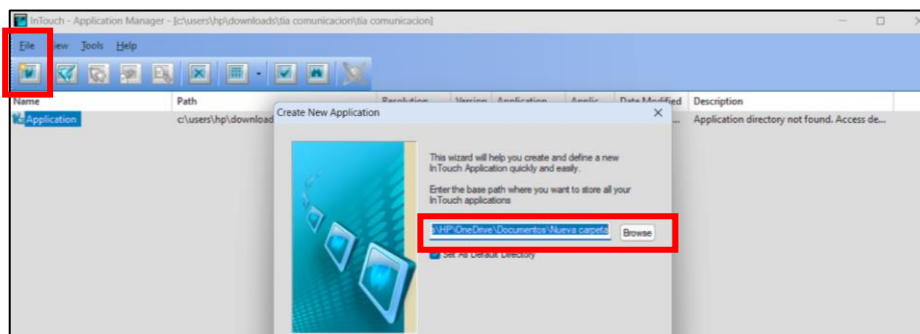 InTouch - Application Manager - [c:\users\hp\downloads\tia comunicacion\tia comunicacion]
File View Tools Help
Name Path Resolution Version Application Applic... Date Modified Description
Application c:\users\hp\download ... Application directory not found. Access de...
Create New Application
This wizard will help you create and define a new
InTouch Application quickly and easily.
Enter the base path where you want to store all your
InTouch applications
s\HP\OneDrive\Documentos\Nueva carpeta Browse
Set As Default Directory